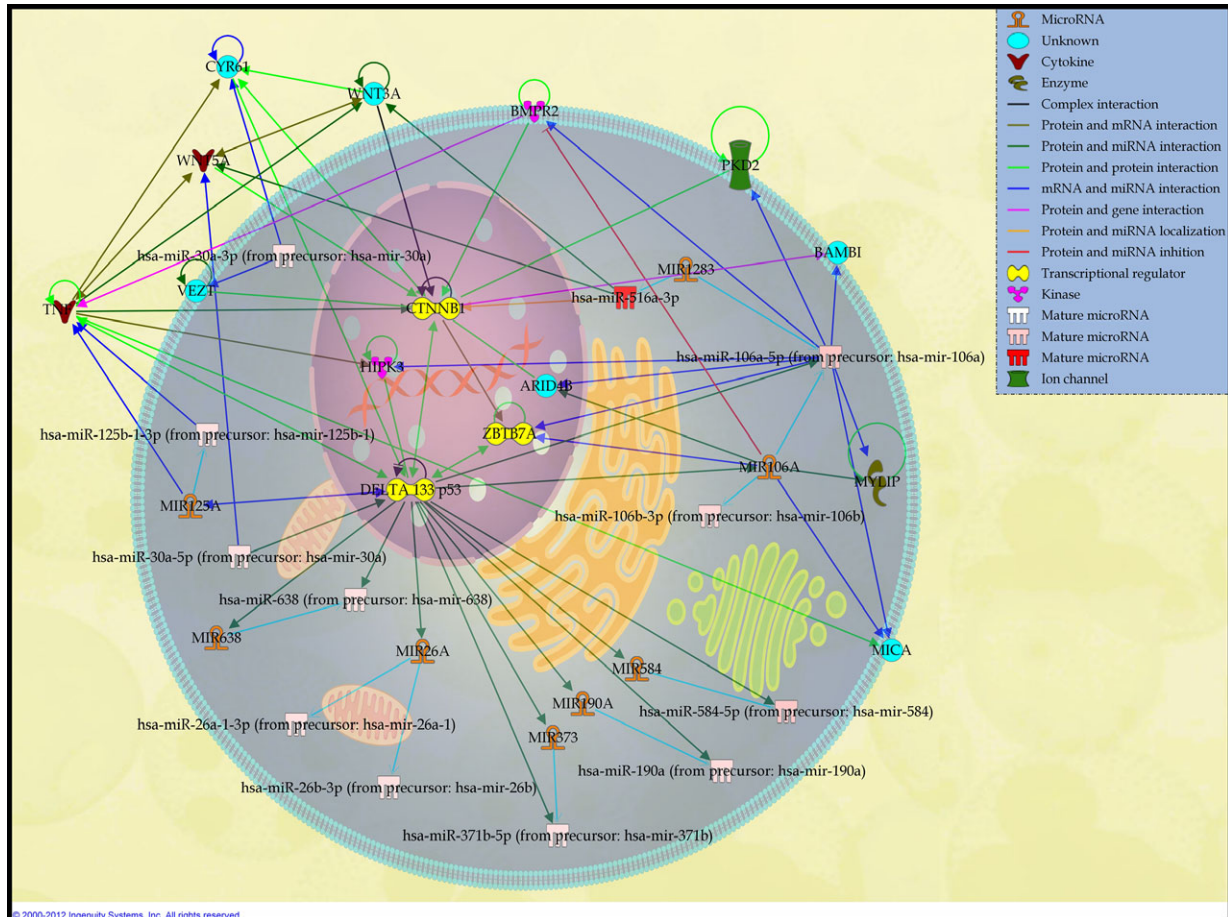 MicroRNA
Unknown
Cytokine
Enzyme
Complex interaction
Protein and mRNA interaction
Protein and miRNA interaction
Protein and protein interaction
mRNA and miRNA interaction
Protein and gene interaction
Protein and miRNA localization
Protein and miRNA inhition
Transcriptional regulator
Kinase
Mature microRNA
Mature microRNA
Mature microRNA
Ion channel
CYR61
WNT3A
BMPR2
WNT5A
PKD2
hsa-miR-30a-3p (from precursor: hsa-mir-30a)
BAMBI
MIR1283
VEZT
hsa-miR-516a-3p
TNF
CTNNB1
hsa-miR-106a-5p (from precursor: hsa-mir-106a)
HIPK3
ARID4B
hsa-miR-125b-1-3p (from precursor: hsa-mir-125b-1)
ZBTB7A
MIR106A
DELTA 133 p53
MYLIP
MIR125A
hsa-miR-106b-3p (from precursor: hsa-mir-106b)
hsa-miR-30a-5p (from precursor: hsa-mir-30a)
hsa-miR-638 (from precursor: hsa-mir-638)
MIR638
MIR26A
MICA
MIR584
MIR190A
hsa-miR-584-5p (from precursor: hsa-mir-584)
hsa-miR-26a-1-3p (from precursor: hsa-mir-26a-1)
MIR373
hsa-miR-190a (from precursor: hsa-mir-190a)
hsa-miR-26b-3p (from precursor: hsa-mir-26b)
hsa-miR-371b-5p (from precursor: hsa-mir-371b)
© 2000-2012 Ingenuity Systems, Inc. All rights reserved.